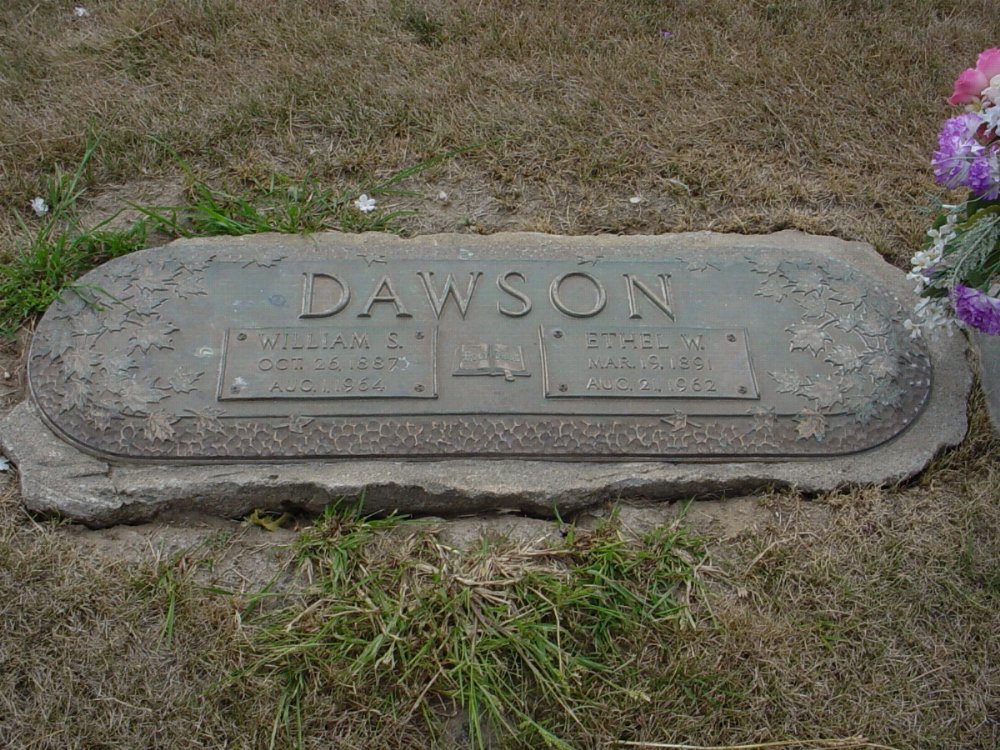 DAWSON
WILLIAM S.
OCT. 26, 1887
AUG. 1, 1964
ETHEL W.
MAR. 19, 1891
AUG. 21, 1962